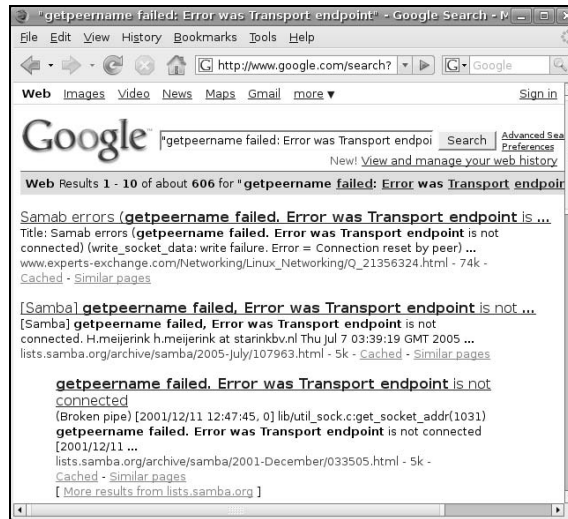 "getpeername failed: Error was Transport endpoint" - Google Search - M
File Edit View History Bookmarks Tools Help
G http://www.google.com/search? G Google
Web Images Video News Maps Gmail more ▼ Sign in
Google "getpeername failed: Error was Transport endpoi Search Advanced Sea
Preferences
New! View and manage your web history
Web Results 1 - 10 of about 606 for "getpeername failed: Error was Transport endpoir
Samab errors (getpeername failed. Error was Transport endpoint is ...
Title: Samab errors (getpeername failed. Error was Transport endpoint is not
connected) (write_socket_data: write failure. Error = Connection reset by peer) ...
www.experts-exchange.com/Networking/Linux_Networking/Q_21356324.html - 74k -
Cached - Similar pages
[Samba] getpeername failed, Error was Transport endpoint is not ...
[Samba] getpeername failed, Error was Transport endpoint is not
connected. H.meijerink h.meijerink at starinkbv.nl Thu Jul 7 03:39:19 GMT 2005 ...
lists.samba.org/archive/samba/2005-July/107963.html - 5k - Cached - Similar pages
getpeername failed. Error was Transport endpoint is not
connected
(Broken pipe) [2001/12/11 12:47:45, 0] lib/util_sock.c:get_socket_addr(1031)
getpeername failed. Error was Transport endpoint is not connected
[2001/12/11 ...
lists.samba.org/archive/samba/2001-December/033505.html - 5k -
Cached - Similar pages
[ More results from lists.samba.org ]